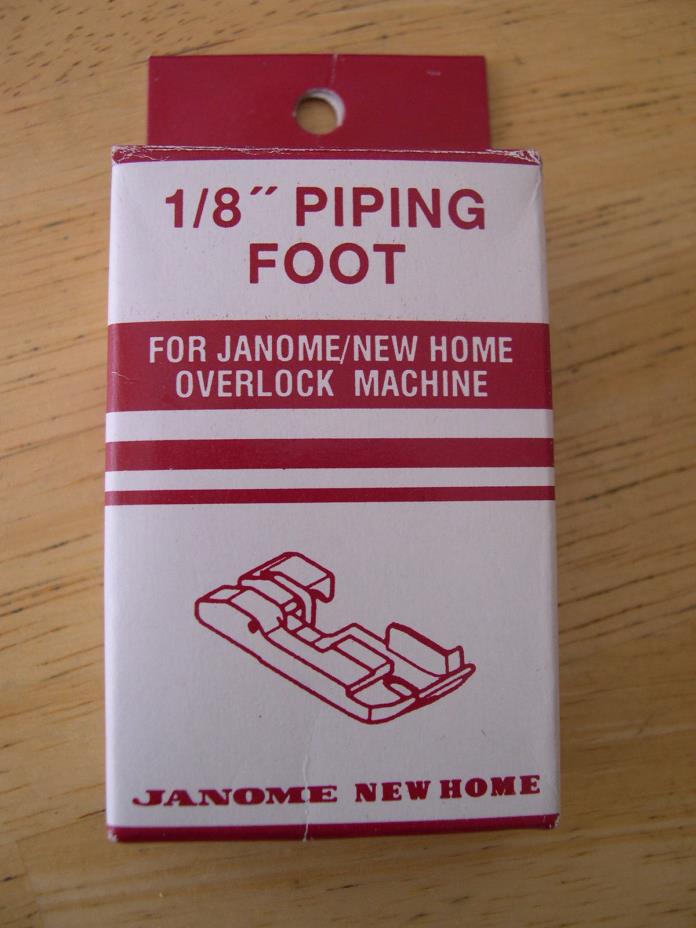 1/8″ PIPING
FOOT
FOR JANOME/NEW HOME
OVERLOCK MACHINE
JANOME NEW HOME